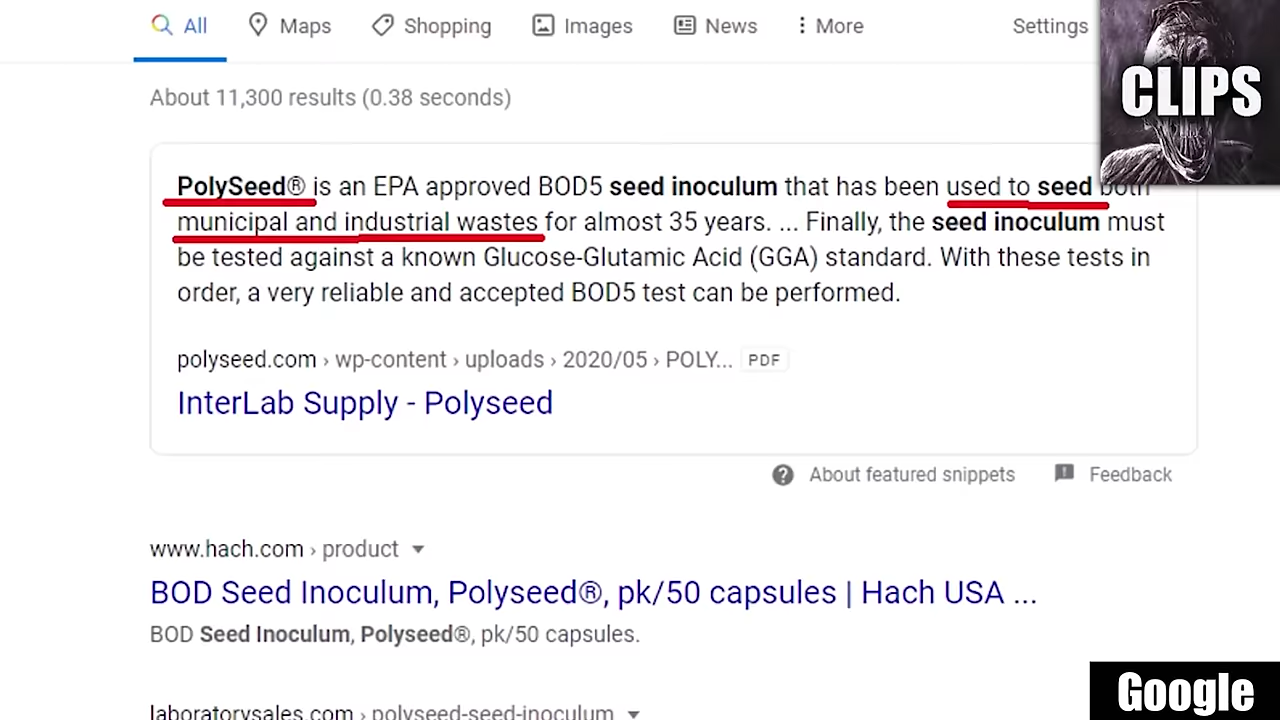 All Maps Shopping Images News More Settings
CLIPS
About 11,300 results (0.38 seconds)
PolySeed® is an EPA approved BOD5 seed inoculum that has been used to seed both
municipal and industrial wastes for almost 35 years. ... Finally, the seed inoculum must
be tested against a known Glucose-Glutamic Acid (GGA) standard. With these tests in
order, a very reliable and accepted BOD5 test can be performed.
polyseed.com › wp-content › uploads › 2020/05 › POLY... PDF
InterLab Supply - Polyseed
About featured snippets Feedback
www.hach.com › product
BOD Seed Inoculum, Polyseed®, pk/50 capsules | Hach USA ...
BOD Seed Inoculum, Polyseed®, pk/50 capsules.
laboratorysales.com › polyseed-seed-inoculum
Google